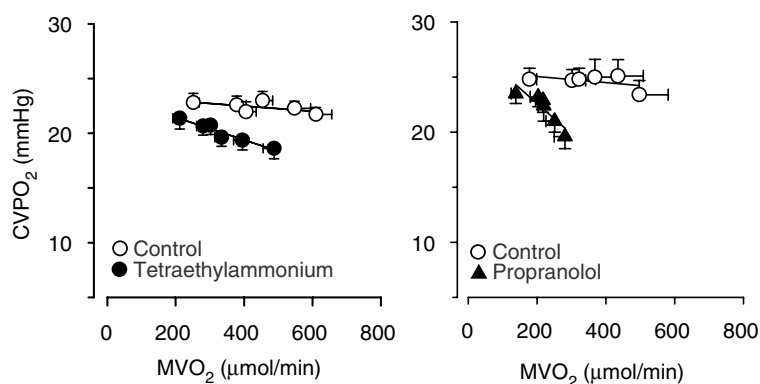 30
20
10
CVPO2 (mmHg)
Control
Tetraethylammonium
0 200 400 600 800
MVO2 (μmol/min)
30
20
10
Control
Propranolol
0 200 400 600 800
MVO2 (μmol/min)